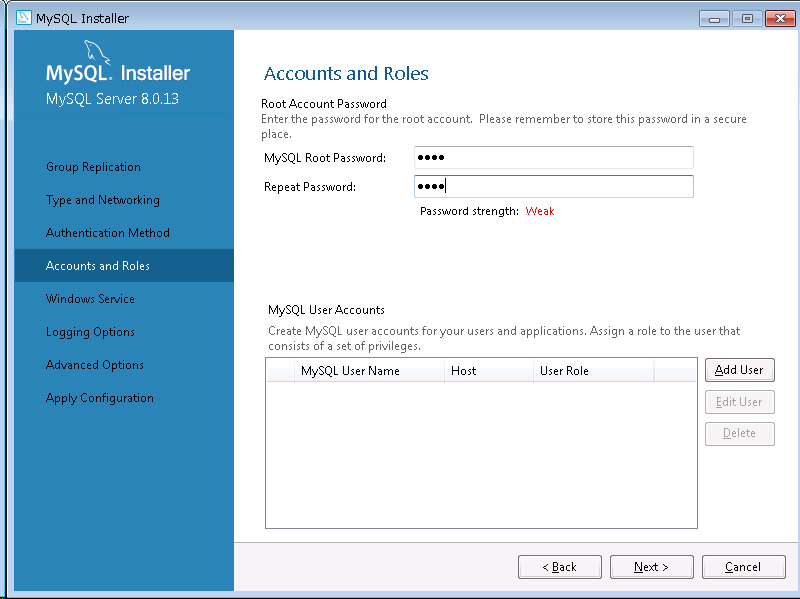 MySQL Installer
MySQL. Installer
MySQL Server 8.0.13
Group Replication
Type and Networking
Authentication Method
Accounts and Roles
Windows Service
Logging Options
Advanced Options
Apply Configuration
Accounts and Roles
Root Account Password
Enter the password for the root account. Please remember to store this password in a secure
place.
MySQL Root Password: ●●●●
Repeat Password: ●●●●
Password strength: Weak
MySQL User Accounts
Create MySQL user accounts for your users and applications. Assign a role to the user that
consists of a set of privileges.
MySQL User Name Host User Role
Add User
Edit User
Delete
< Back Next > Cancel